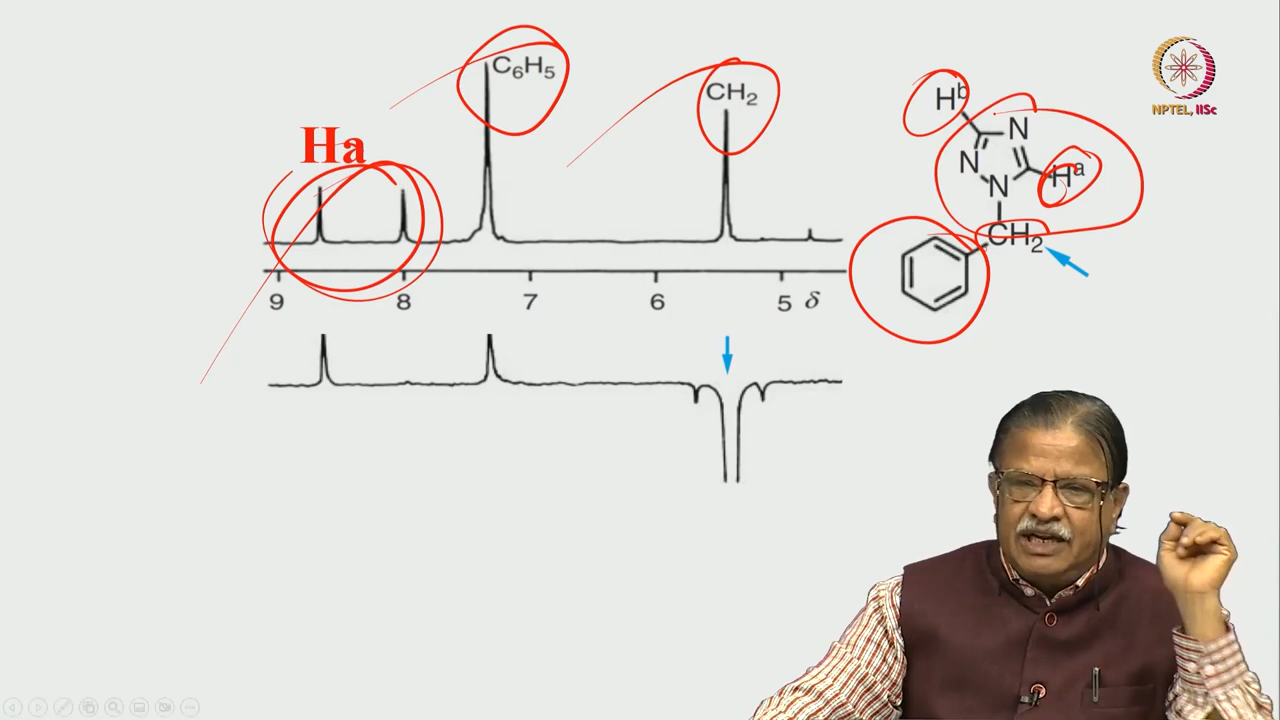 C₆H₅
CH₂
Ha
9 8 7 6 5 δ
Hᵇ
N
N
N
Hᵃ
CH₂
NPTEL, IISc